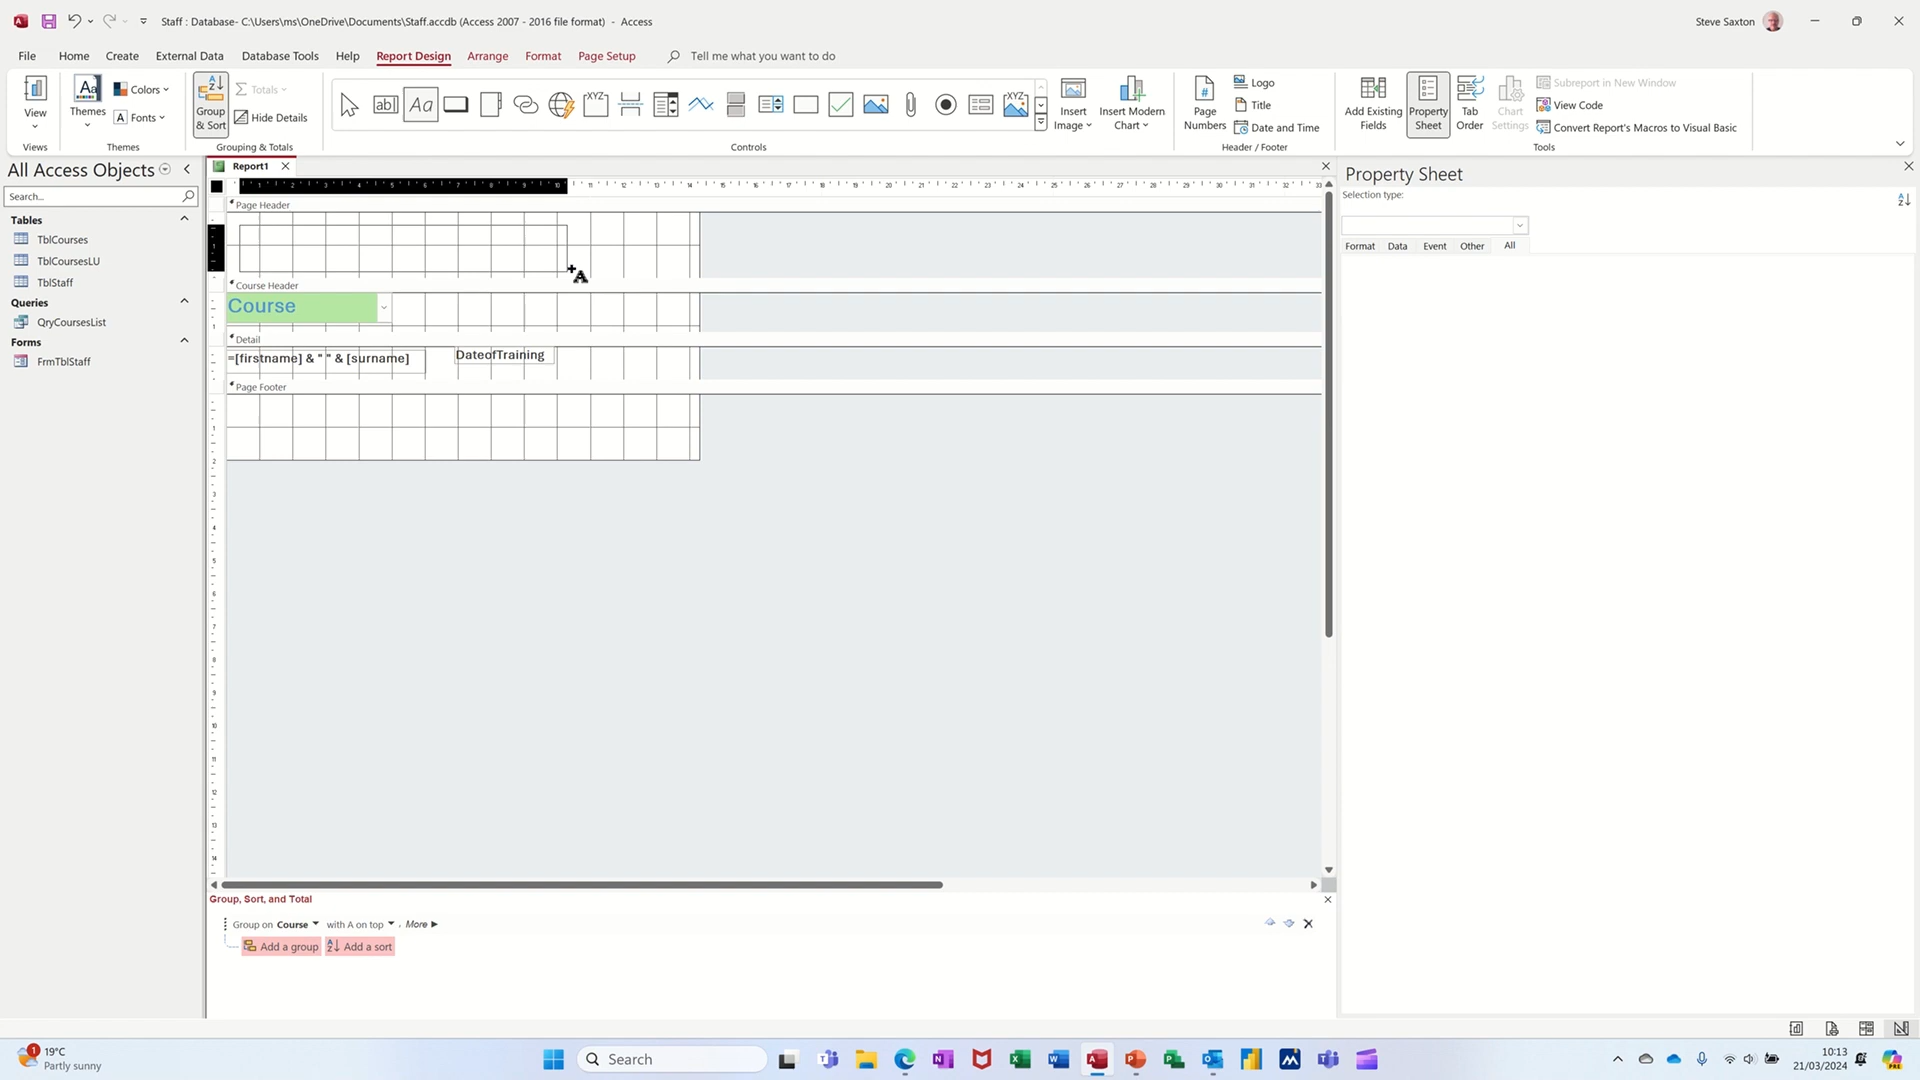 Staff : Database- C:\Users\ms\OneDrive\Documents\Staff.accdb (Access 2007 - 2016 file format) - Access
Steve Saxton
File Home Create External Data Database Tools Help Report Design Arrange Format Page Setup Tell me what you want to do
View
Views
Themes
Colors
Fonts
Themes
Group & Sort
Totals
Hide Details
Grouping & Totals
Controls
Insert Image
Insert Modern Chart
Page Numbers
Logo
Title
Date and Time
Header / Footer
Add Existing Fields
Property Sheet
Tab Order
Chart Settings
Subreport in New Window
View Code
Convert Report's Macros to Visual Basic
Tools
All Access Objects
Search...
Tables
TblCourses
TblCoursesLU
TblStaff
Queries
QryCoursesList
Forms
FrmTblStaff
Report1
Page Header
Course Header
Course
Detail
=[firstname] & " " & [surname] DateofTraining
Page Footer
Group, Sort, and Total
Group on Course with A on top , More
Add a group Add a sort
Property Sheet
Selection type:
Format Data Event Other All
1
19°C
Partly sunny
Search
10:13
21/03/2024